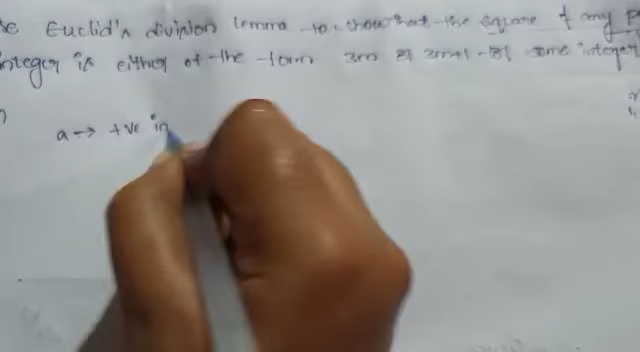 Euclid's division lemma to show that the square of any p
integer is either of the form 3m or 3m+1 for some integer
a → +ve in